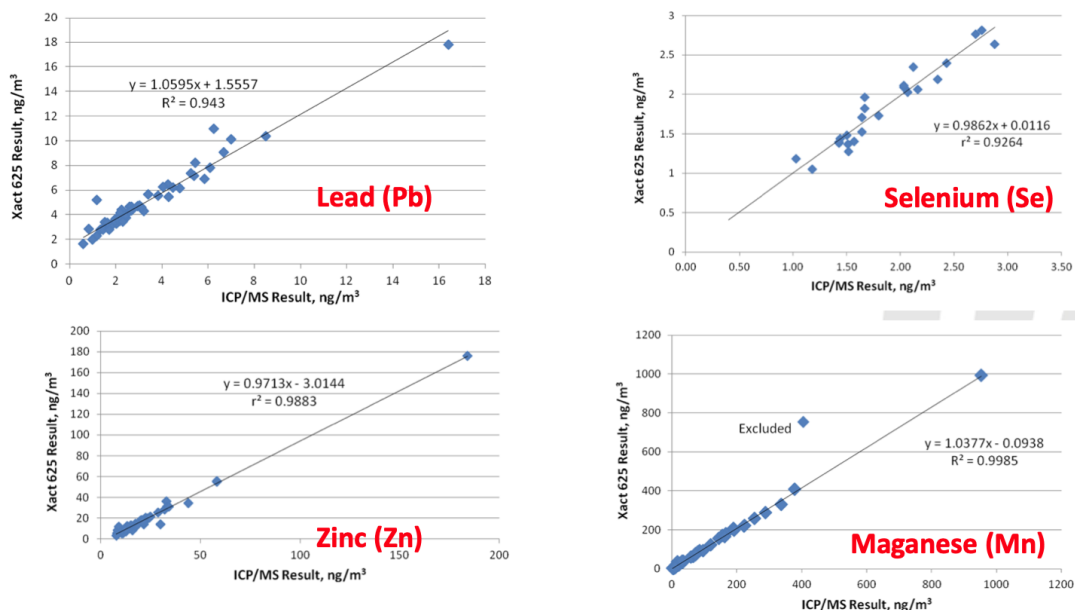 20
18
16
14
12
10
8
6
4
2
0
Xact 625 Result, ng/m³
y = 1.0595x + 1.5557
R² = 0.943
Lead (Pb)
0 2 4 6 8 10 12 14 16 18
ICP/MS Result, ng/m³
3
2.5
2
1.5
1
0.5
0
Xact 625 Result, ng/m³
y = 0.9862x + 0.0116
r² = 0.9264
Selenium (Se)
0.00 0.50 1.00 1.50 2.00 2.50 3.00 3.50
ICP/MS Result, ng/m³
200
180
160
140
120
100
80
60
40
20
0
Xact 625 Result, ng/m³
y = 0.9713x - 3.0144
r² = 0.9883
Zinc (Zn)
0 50 100 150 200
ICP/MS Result, ng/m³
1200
1000
800
600
400
200
0
Xact 625 Result, ng/m³
Excluded
y = 1.0377x - 0.0938
R² = 0.9985
Maganese (Mn)
0 200 400 600 800 1000 1200
ICP/MS Result, ng/m³